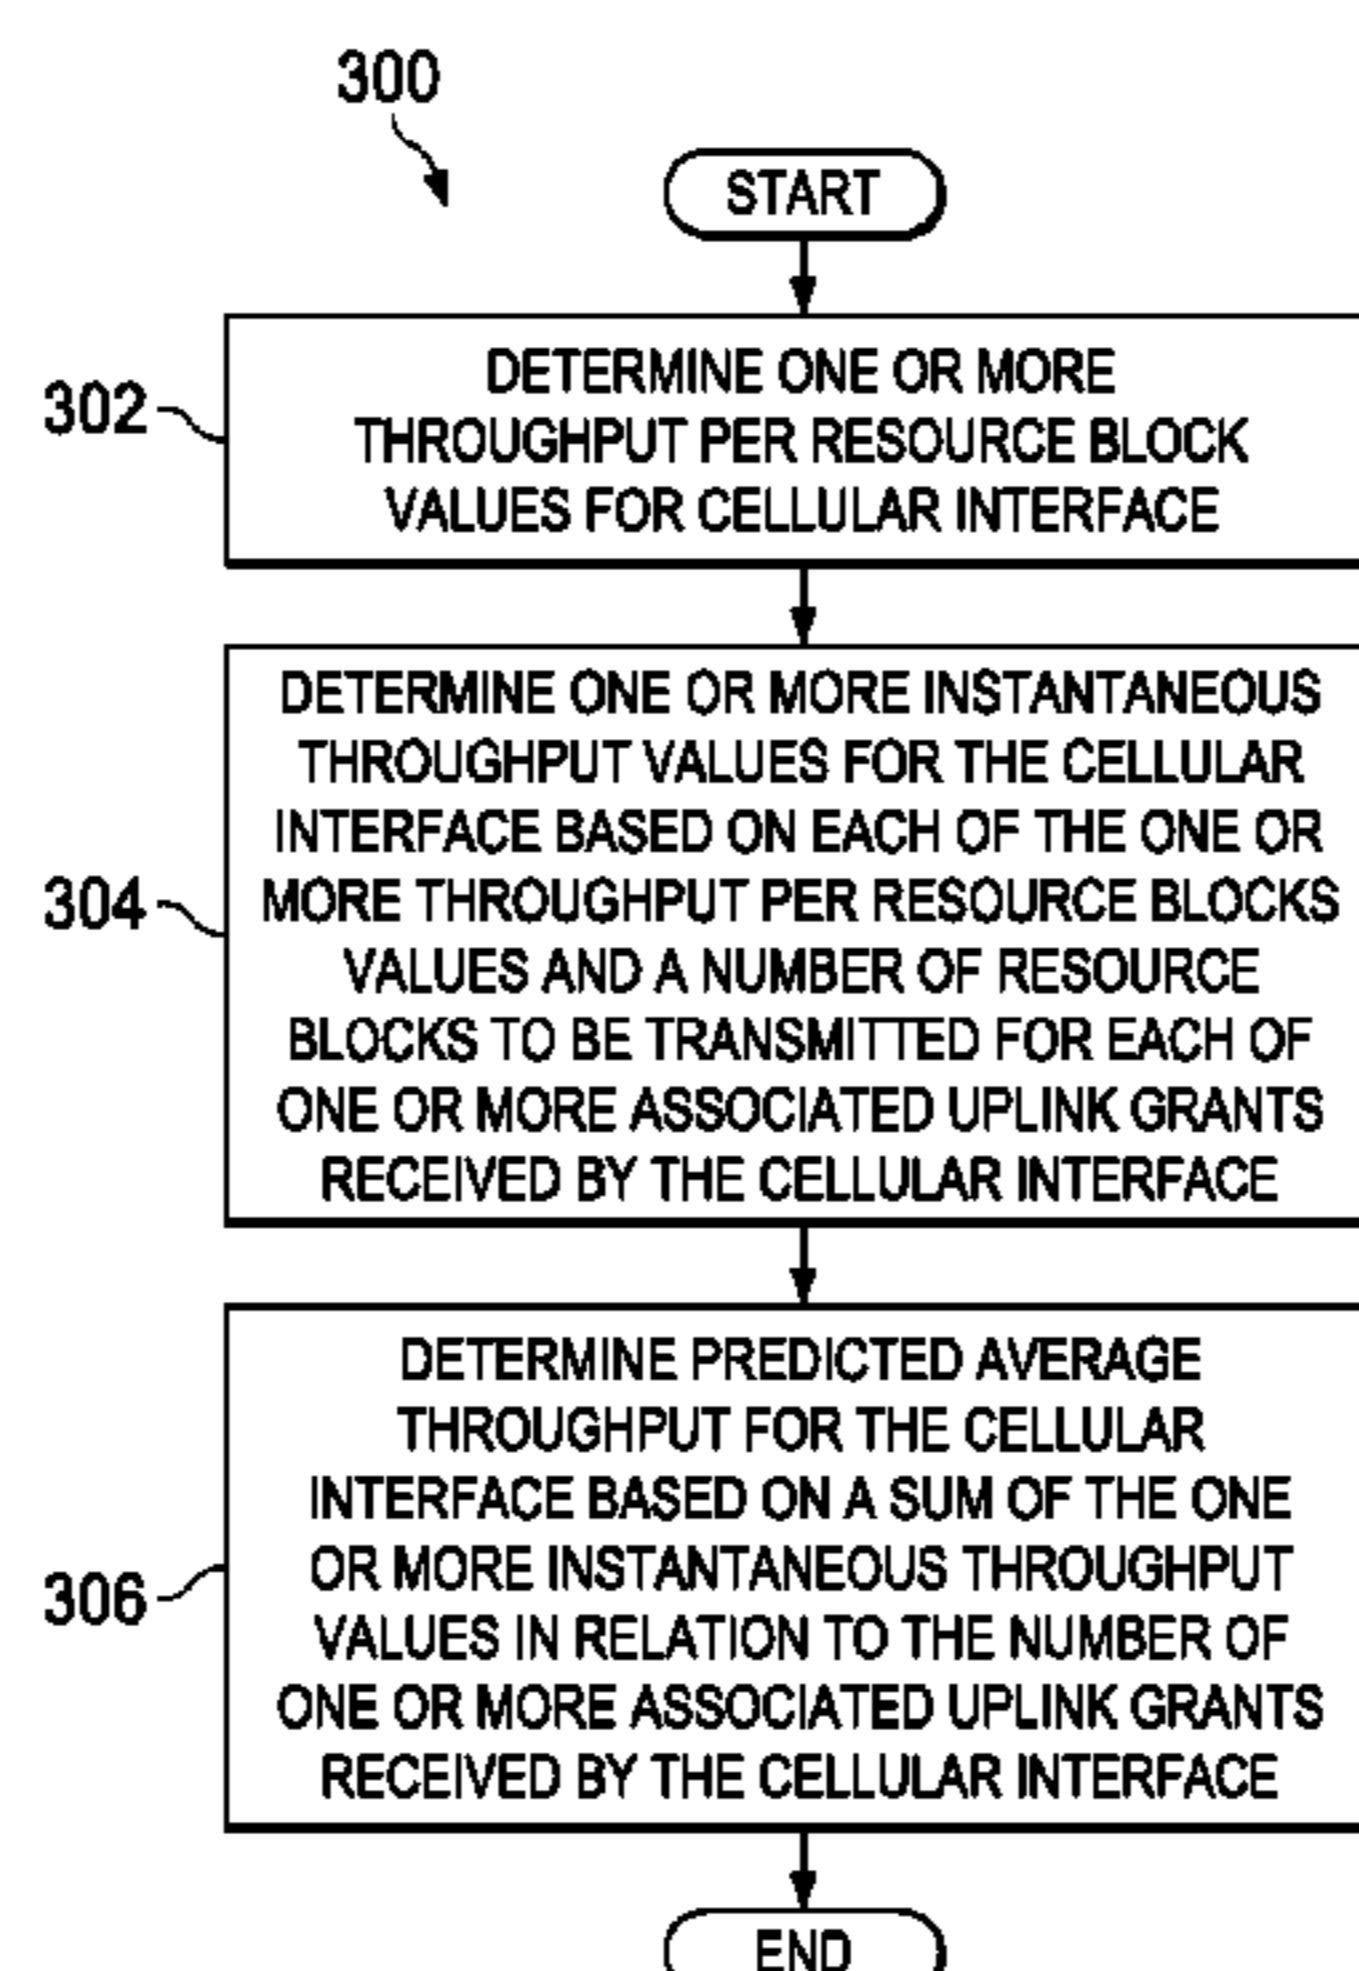 300
START
302
DETERMINE ONE OR MORE
THROUGHPUT PER RESOURCE BLOCK
VALUES FOR CELLULAR INTERFACE
304
DETERMINE ONE OR MORE INSTANTANEOUS
THROUGHPUT VALUES FOR THE CELLULAR
INTERFACE BASED ON EACH OF THE ONE OR
MORE THROUGHPUT PER RESOURCE BLOCKS
VALUES AND A NUMBER OF RESOURCE
BLOCKS TO BE TRANSMITTED FOR EACH OF
ONE OR MORE ASSOCIATED UPLINK GRANTS
RECEIVED BY THE CELLULAR INTERFACE
306
DETERMINE PREDICTED AVERAGE
THROUGHPUT FOR THE CELLULAR
INTERFACE BASED ON A SUM OF THE ONE
OR MORE INSTANTANEOUS THROUGHPUT
VALUES IN RELATION TO THE NUMBER OF
ONE OR MORE ASSOCIATED UPLINK GRANTS
RECEIVED BY THE CELLULAR INTERFACE
END